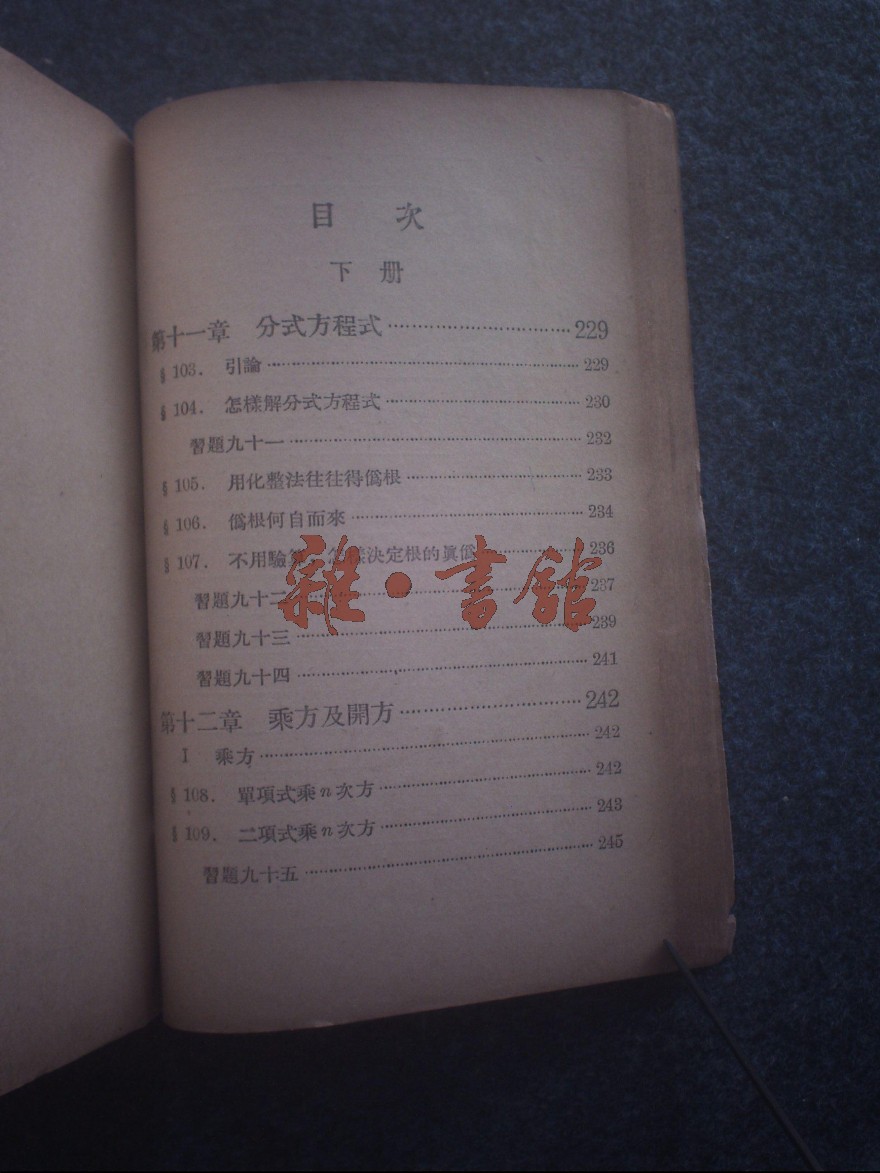 目 次
下 册
第十一章 分式方程式 229
§ 103. 引論 229
§ 104. 怎樣解分式方程式 230
習題九十一 232
§ 105. 用化整法往往得僞根 233
§ 106. 僞根何自而來 234
§ 107. 不用驗算，怎樣決定根的眞僞 236
雜·書館
習題九十二 237
習題九十三 239
習題九十四 241
第十二章 乘方及開方 242
I 乘方 242
§ 108. 單項式乘n次方 242
§ 109. 二項式乘n次方 243
習題九十五 245